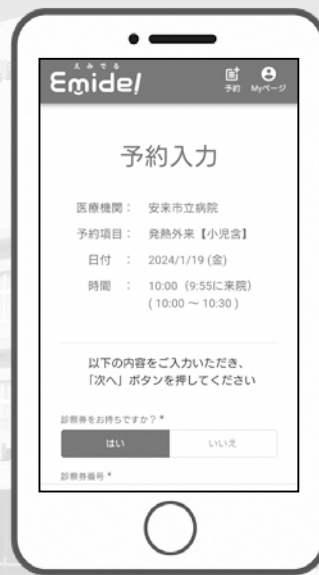 えみでる
Emidel
予約 Myページ
予約入力
医療機関： 安来市立病院
予約項目： 発熱外来【小児含】
日付 ： 2024/1/19 (金)
時間 ： 10:00（9:55に来院）
( 10:00 ～ 10:30 )
以下の内容をご入力いただき、
「次へ」ボタンを押してください
診察券をお持ちですか？*
はい いいえ
診察券番号 *